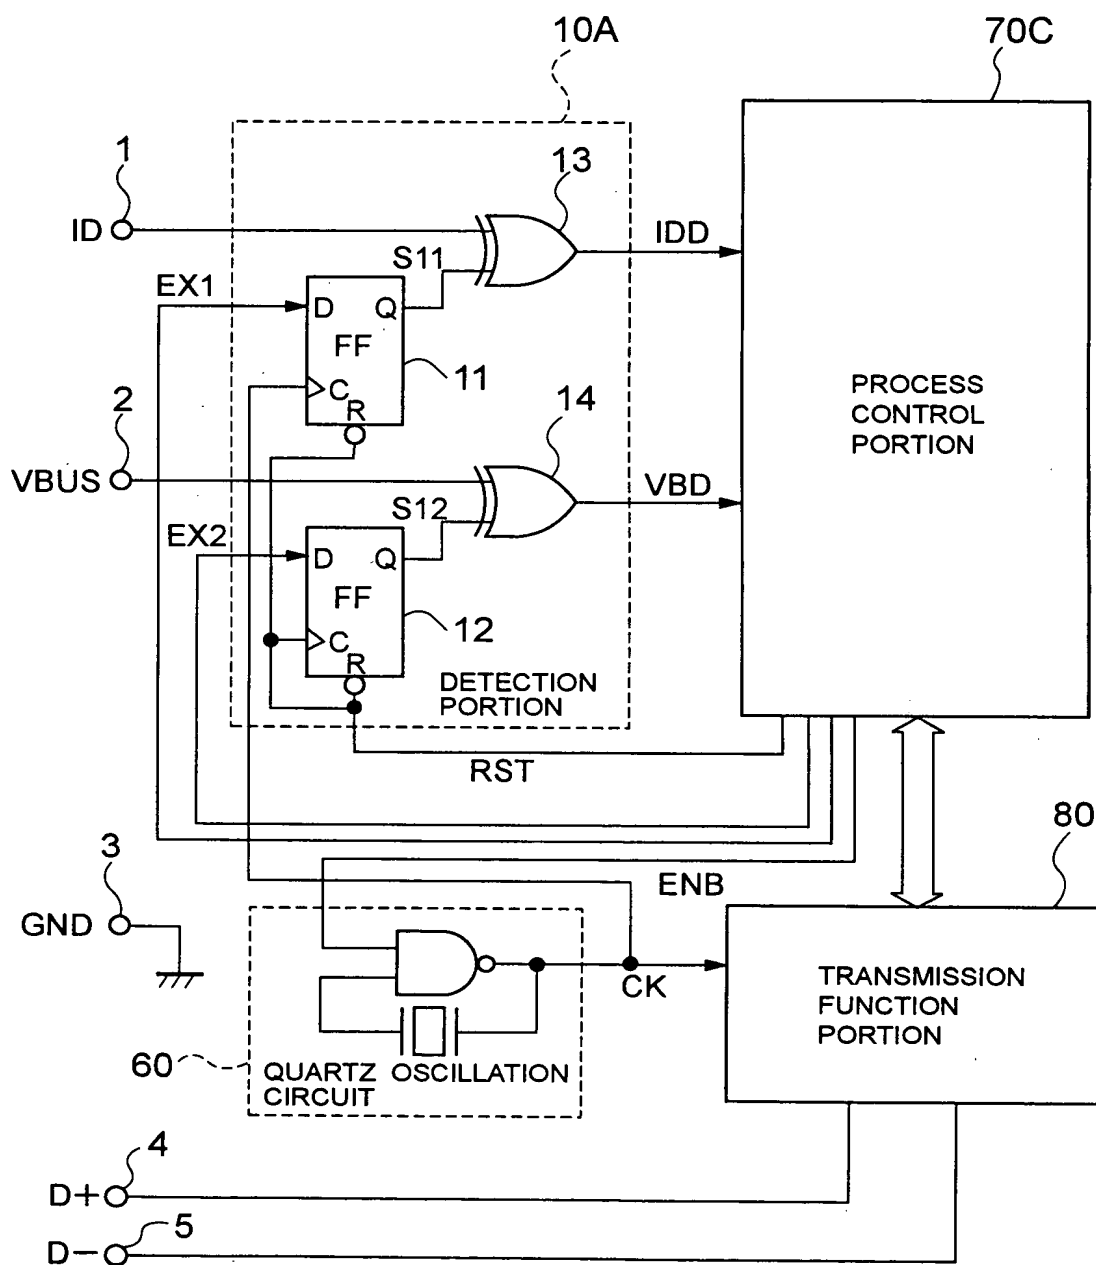 10A
70C
1
13
ID
IDD
S11
EX1
D
Q
FF
11
C
R
2
14
PROCESS
CONTROL
PORTION
VBUS
VBD
S12
EX2
D
Q
FF
12
C
R
DETECTION
PORTION
RST
80
3
ENB
GND
CK
TRANSMISSION
FUNCTION
PORTION
60
QUARTZ OSCILLATION
CIRCUIT
4
D+
5
D−